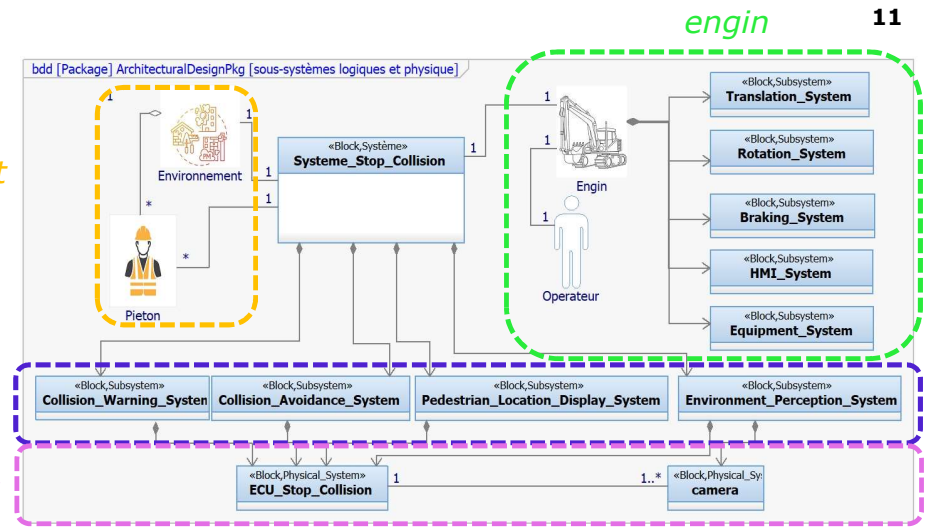 engin
11
bdd [Package] ArchitecturalDesignPkg [sous-systèmes logiques et physique]
1
Environnement
1
1
1
*
*
Pieton
«Block,Système»
Systeme_Stop_Collision
1
1
Engin
1
1
Operateur
«Block,Subsystem»
Translation_System
«Block,Subsystem»
Rotation_System
«Block,Subsystem»
Braking_System
«Block,Subsystem»
HMI_System
«Block,Subsystem»
Equipment_System
«Block,Subsystem»
Collision_Warning_System
«Block,Subsystem»
Collision_Avoidance_System
«Block,Subsystem»
Pedestrian_Location_Display_System
«Block,Subsystem»
Environment_Perception_System
«Block,Physical_System»
ECU_Stop_Collision
1
1..*
«Block,Physical_Sy
camera